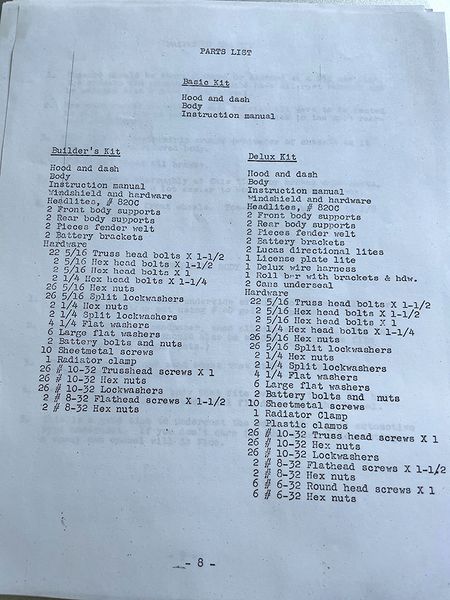 PARTS LIST
Basic Kit
Hood and dash
Body
Instruction manual
Builder's Kit
Hood and dash
Body
Instruction manual
Windshield and hardware
Headlites, # 820C
2 Front body supports
2 Rear body supports
2 Pieces fender welt
2 Battery brackets
Hardware
22 5/16 Truss head bolts X 1-1/2
2 5/16 Hex head bolts X 1-1/2
2 5/16 Hex head bolts X 1
2 1/4 Hex head bolts X 1-1/4
26 5/16 Hex nuts
26 5/16 Split lockwashers
2 1/4 Hex nuts
2 1/4 Split lockwashers
4 1/4 Flat washers
6 Large flat washers
2 Battery bolts and nuts
10 Sheetmetal screws
1 Radiator clamp
26 # 10-32 Trusshead screws X 1
26 # 10-32 Hex nuts
26 # 10-32 Lockwashers
2 # 8-32 Flathead screws X 1-1/2
2 # 8-32 Hex nuts
Delux Kit
Hood and dash
Body
Instruction manual
Windshield and hardware
Headlites, # 820C
2 Front body supports
2 Rear body supports
2 Pieces fender welt
2 Battery brackets
2 Lucas directional lites
1 License plate lite
1 Delux wire harness
1 Roll bar with brackets & hdw.
2 Cans underseal
Hardware
22 5/16 Truss head bolts X 1-1/2
2 5/16 Hex head bolts X 1-1/2
2 5/16 Hex head bolts X 1
2 1/4 Hex head bolts X 1-1/4
26 5/16 Hex nuts
26 5/16 Split lockwashers
2 1/4 Hex nuts
2 1/4 Split lockwashers
4 1/4 Flat washers
6 Large flat washers
2 Battery bolts and nuts
10 Sheetmetal screws
1 Radiator Clamp
2 Plastic clamps
26 # 10-32 Truss head screws X 1
26 # 10-32 Hex nuts
26 # 10-32 Lockwashers
2 # 8-32 Flathead screws X 1-1/2
2 # 8-32 Hex nuts
6 # 6-32 Round head screws X 1
6 # 6-32 Hex nuts
- 8 -